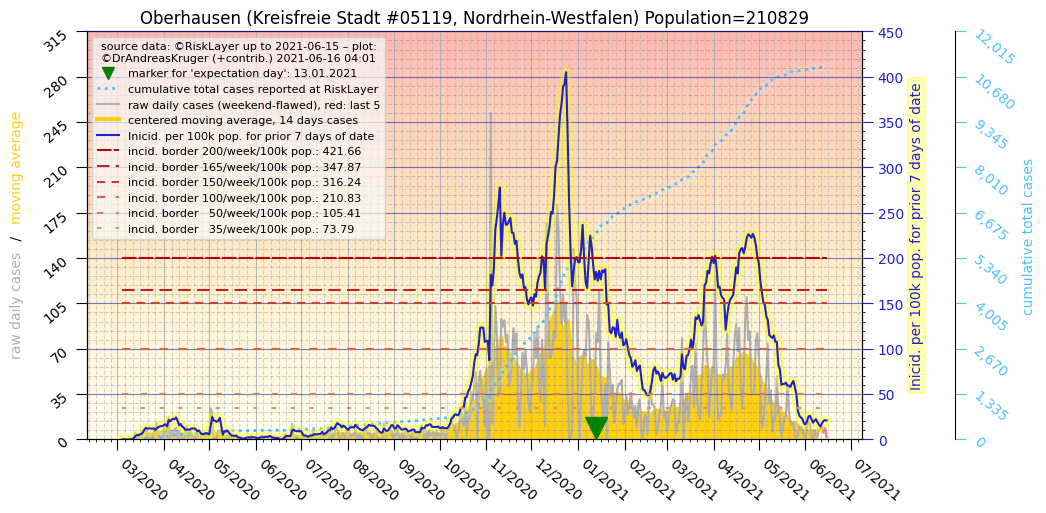 Oberhausen (Kreisfreie Stadt #05119, Nordrhein-Westfalen) Population=210829
source data: ©RiskLayer up to 2021-06-15 – plot:
©DrAndreasKruger (+contrib.) 2021-06-16 04:01
marker for 'expectation day': 13.01.2021
cumulative total cases reported at RiskLayer
raw daily cases (weekend-flawed), red: last 5
centered moving average, 14 days cases
Inicid. per 100k pop. for prior 7 days of date
incid. border 200/week/100k pop.: 421.66
incid. border 165/week/100k pop.: 347.87
incid. border 150/week/100k pop.: 316.24
incid. border 100/week/100k pop.: 210.83
incid. border   50/week/100k pop.: 105.41
incid. border   35/week/100k pop.: 73.79
raw daily cases / moving average
315
280
245
210
175
140
105
70
35
0
03/2020
04/2020
05/2020
06/2020
07/2020
08/2020
09/2020
10/2020
11/2020
12/2020
01/2021
02/2021
03/2021
04/2021
05/2021
06/2021
07/2021
450
400
350
300
250
200
150
100
50
0
Inicid. per 100k pop. for prior 7 days of date
12,015
10,680
9,345
8,010
6,675
5,340
4,005
2,670
1,335
0
cumulative total cases